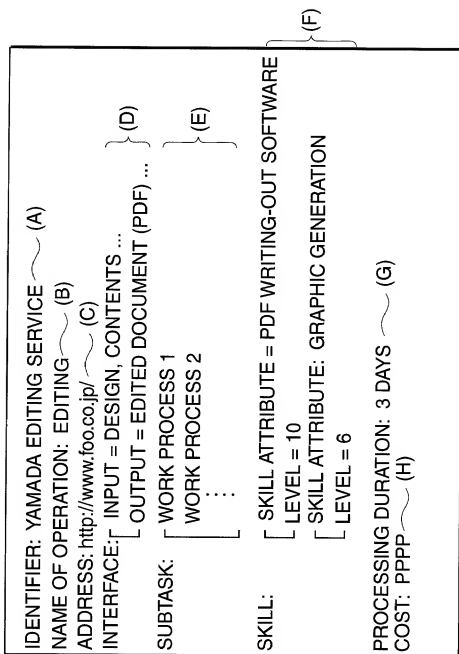 IDENTIFIER: YAMADA EDITING SERVICE (A)
NAME OF OPERATION: EDITING (B)
ADDRESS: http://www.foo.co.jp/ (C)
INTERFACE: INPUT = DESIGN, CONTENTS ...
OUTPUT = EDITED DOCUMENT (PDF) ... (D)
SUBTASK: WORK PROCESS 1
WORK PROCESS 2 (E)
SKILL: SKILL ATTRIBUTE = PDF WRITING-OUT SOFTWARE
LEVEL = 10
SKILL ATTRIBUTE: GRAPHIC GENERATION (F)
LEVEL = 6
PROCESSING DURATION: 3 DAYS (G)
COST: PPPP (H)